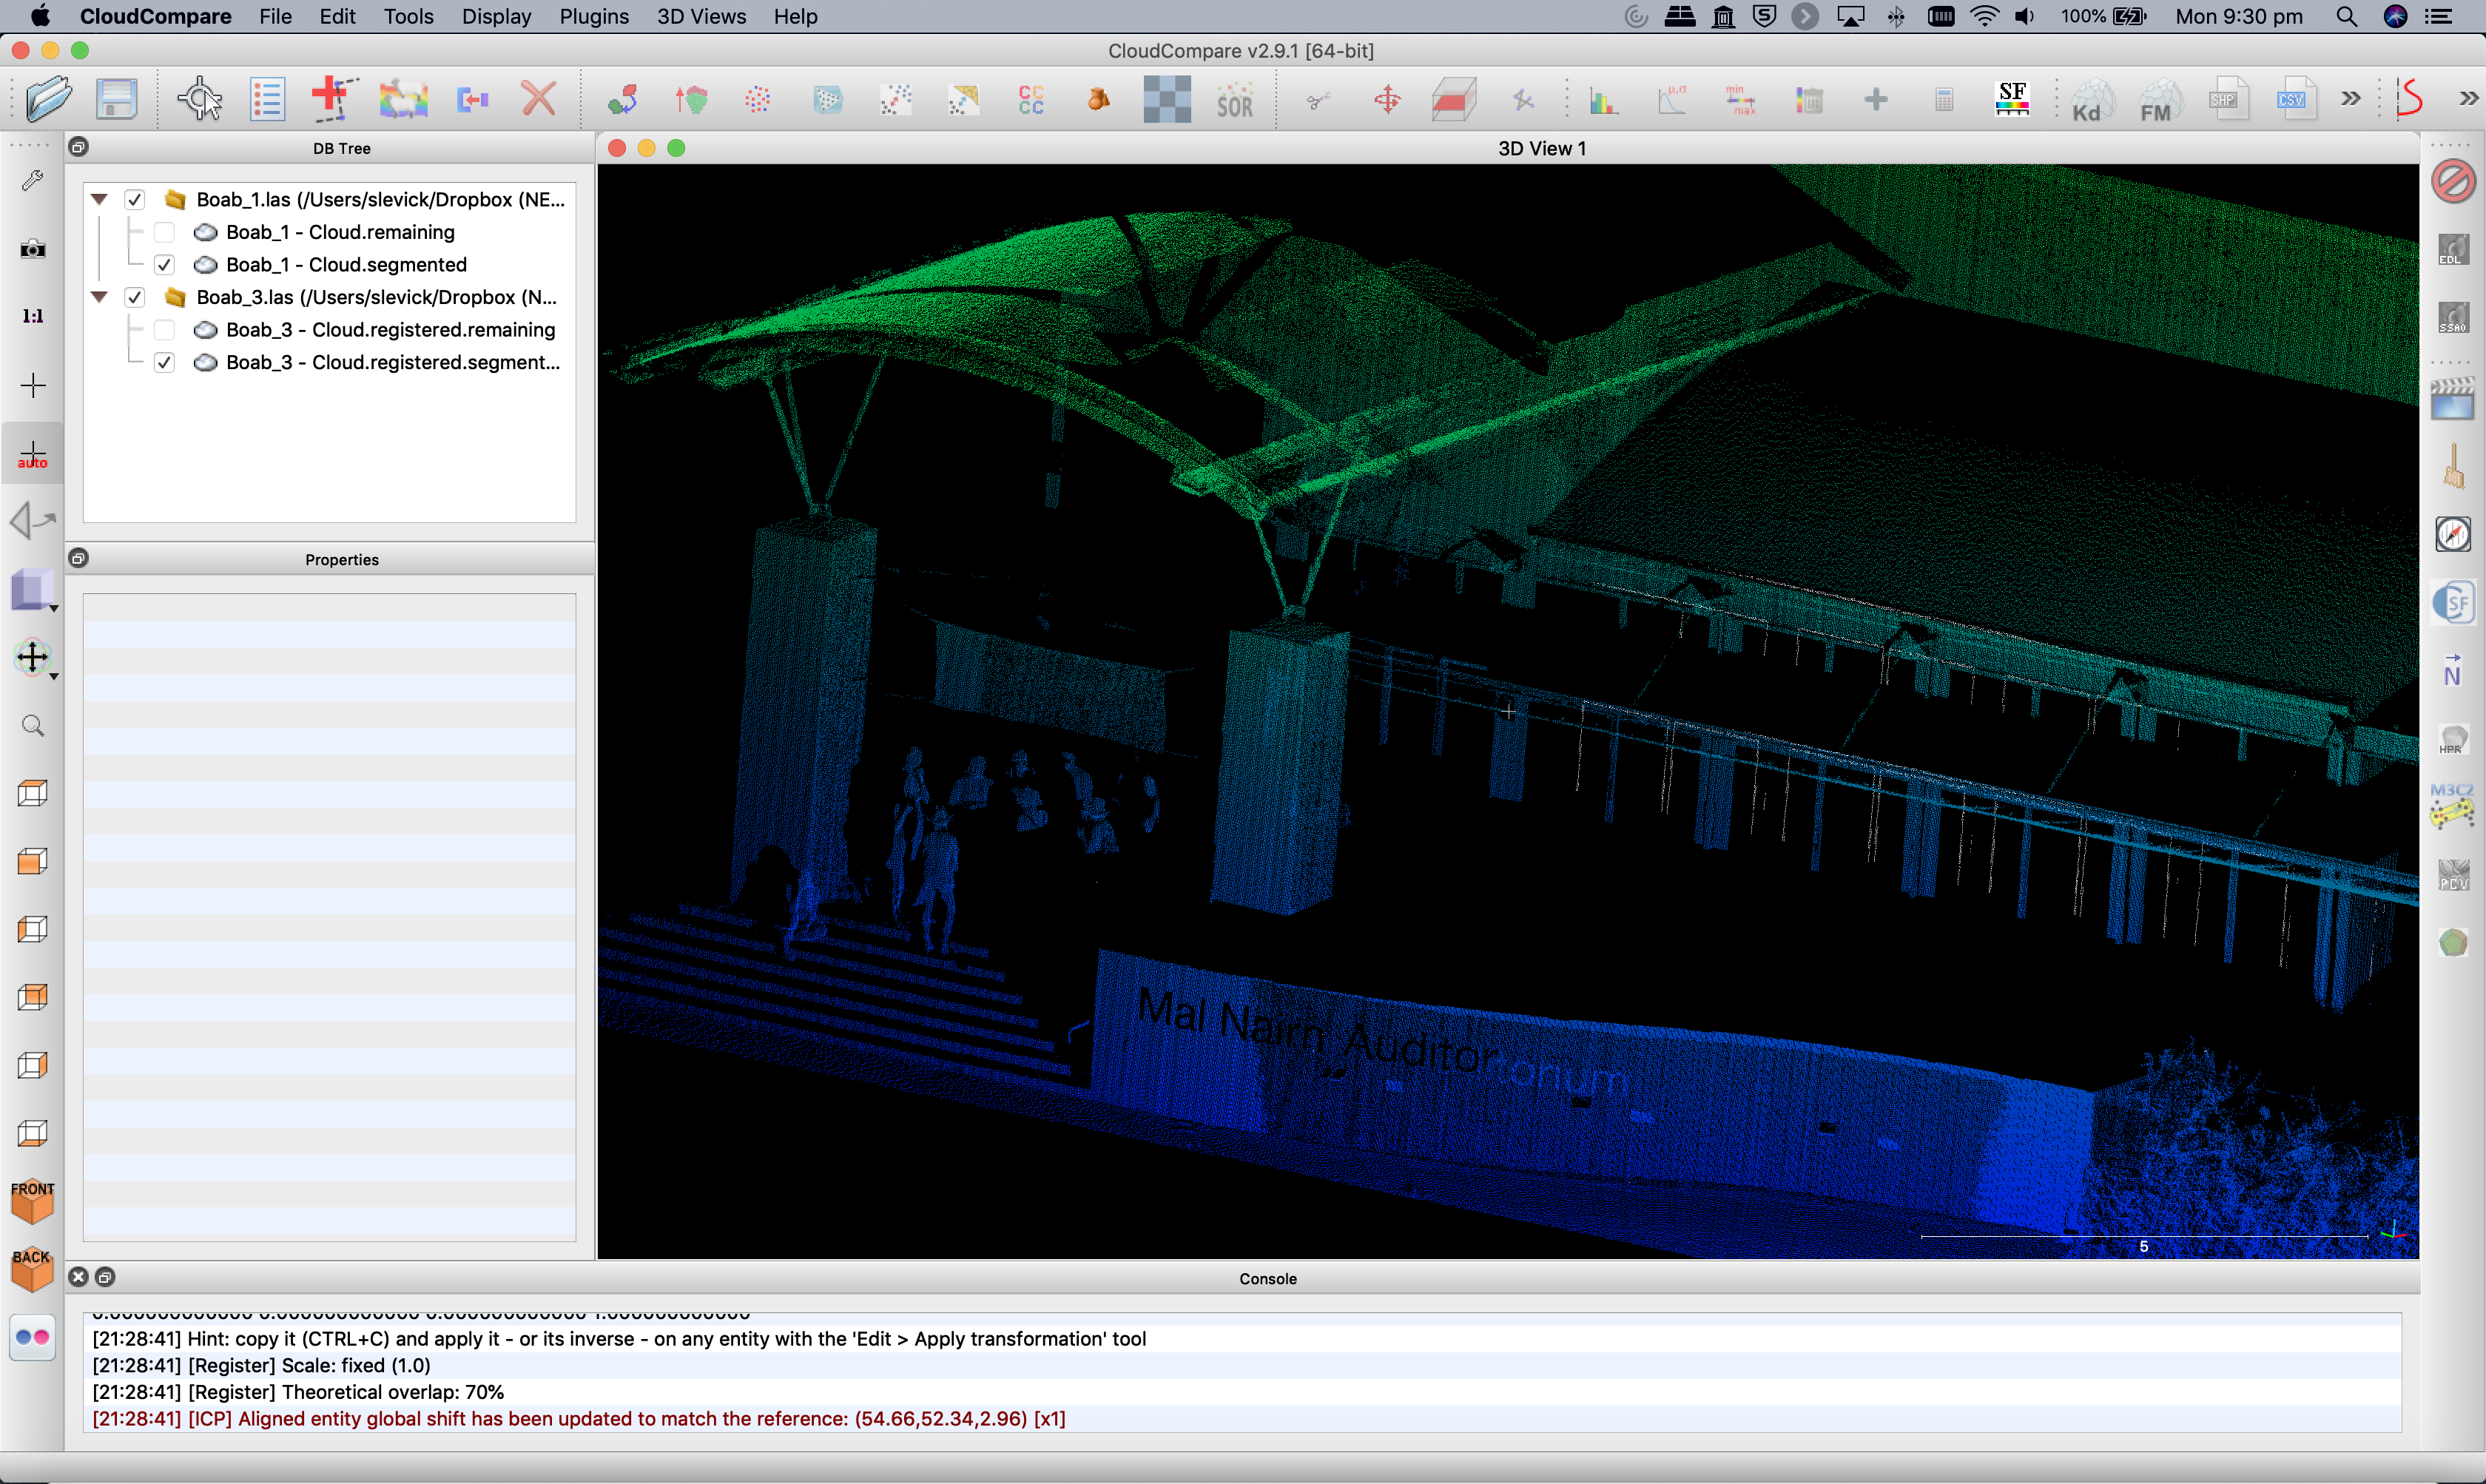 CloudCompare File Edit Tools Display Plugins 3D Views Help 100% Mon 9:30 pm
CloudCompare v2.9.1 [64-bit]
C C
C C
SOR
μ,σ
min
max
SF
Kd
FM
SHP
CSV
DB Tree
3D View 1
Boab_1.las (/Users/slevick/Dropbox (NE...
Boab_1 - Cloud.remaining
Boab_1 - Cloud.segmented
Boab_3.las (/Users/slevick/Dropbox (N...
Boab_3 - Cloud.registered.remaining
Boab_3 - Cloud.registered.segment...
1:1
auto
Properties
EDL
SSAO
SF
N
HPR
M3C2
PCV
Mal Nairn Auditorium
5
FRONT
BACK
Console
[21:28:41] Hint: copy it (CTRL+C) and apply it - or its inverse - on any entity with the 'Edit > Apply transformation' tool
[21:28:41] [Register] Scale: fixed (1.0)
[21:28:41] [Register] Theoretical overlap: 70%
[21:28:41] [ICP] Aligned entity global shift has been updated to match the reference: (54.66,52.34,2.96) [x1]